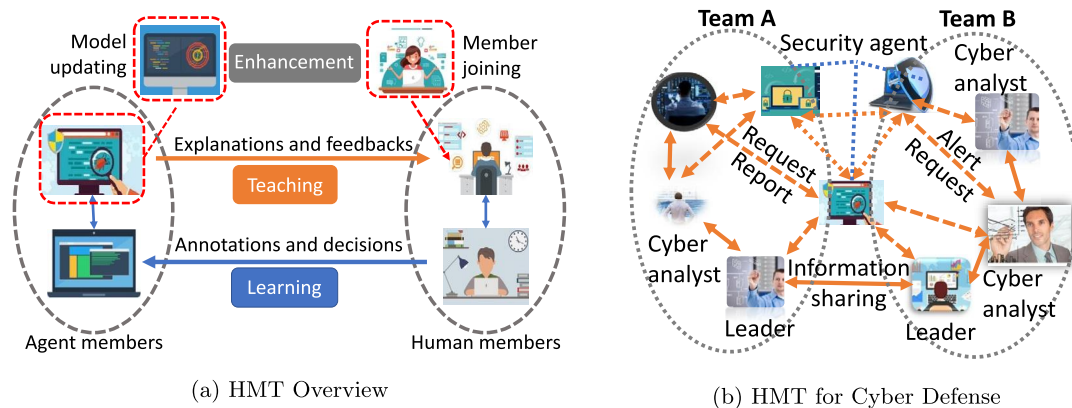 Model
updating
Enhancement
Member
joining
Explanations and feedbacks
Teaching
Annotations and decisions
Learning
Agent members
Human members
(a) HMT Overview
Team A
Team B
Security agent
Cyber
analyst
Request
Report
Alert
Request
Cyber
analyst
Information
sharing
Cyber
analyst
Leader
Leader
(b) HMT for Cyber Defense